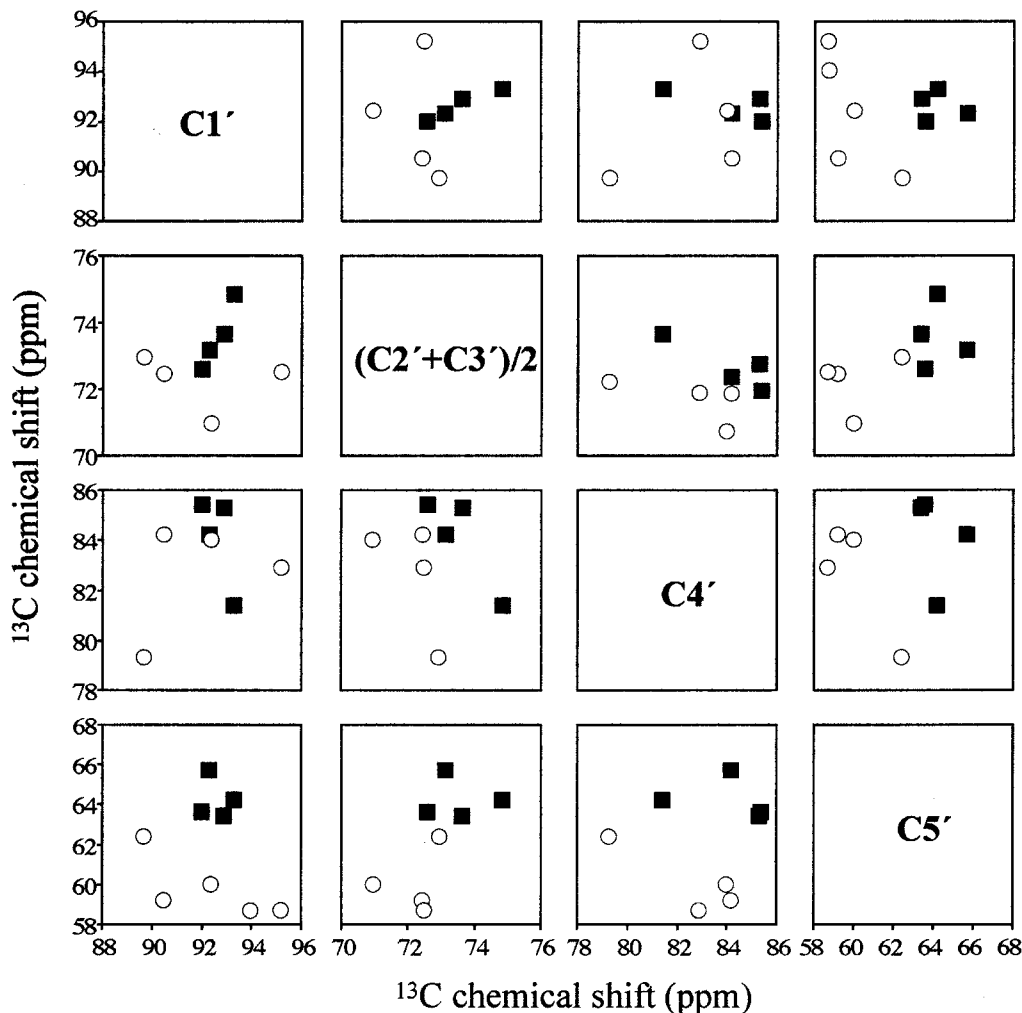 96
94
92
90
88
C1´
76
74
72
70
(C2´+C3´)/2
86
84
82
80
78
C4´
68
66
64
62
60
58
C5´
88 90 92 94 96
70 72 74 76
78 80 82 84 86
58 60 62 64 66 68
¹³C chemical shift (ppm)
¹³C chemical shift (ppm)